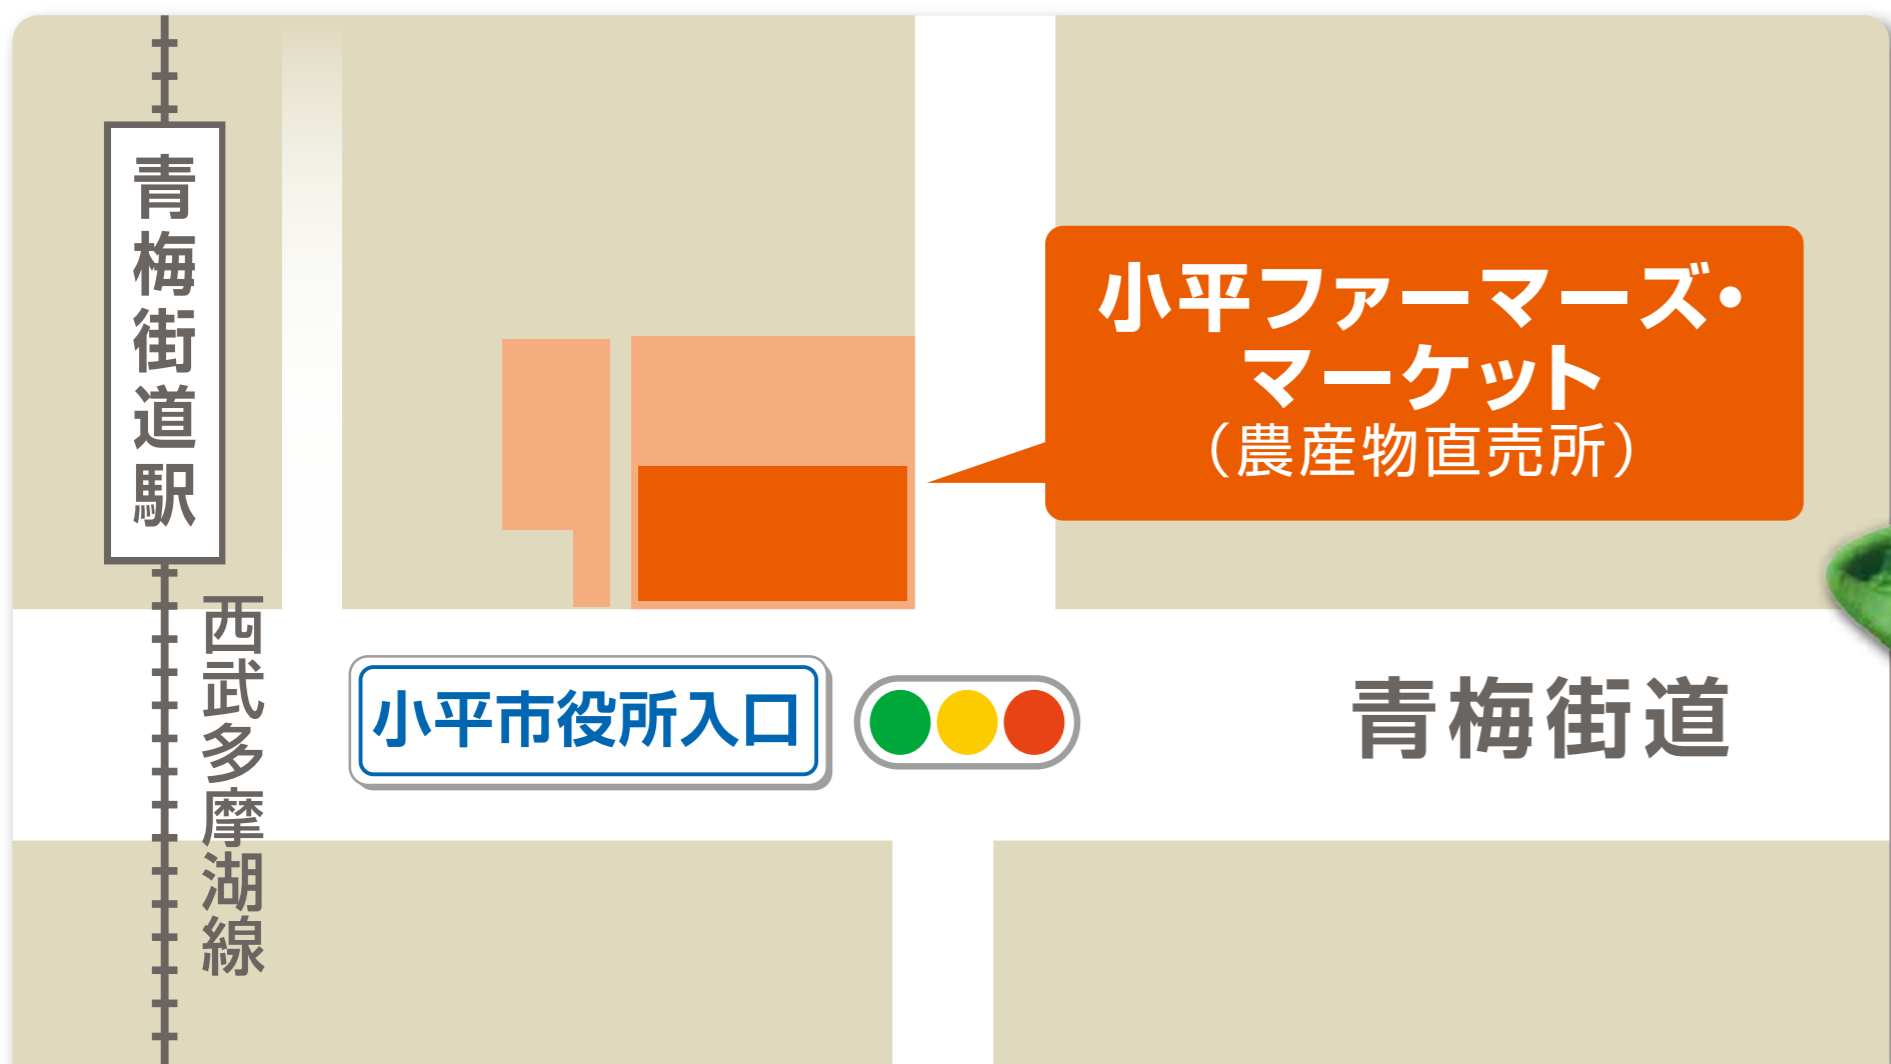 青梅街道駅
西武多摩湖線
小平ファーマーズ・
マーケット
（農産物直売所）
小平市役所入口
青梅街道